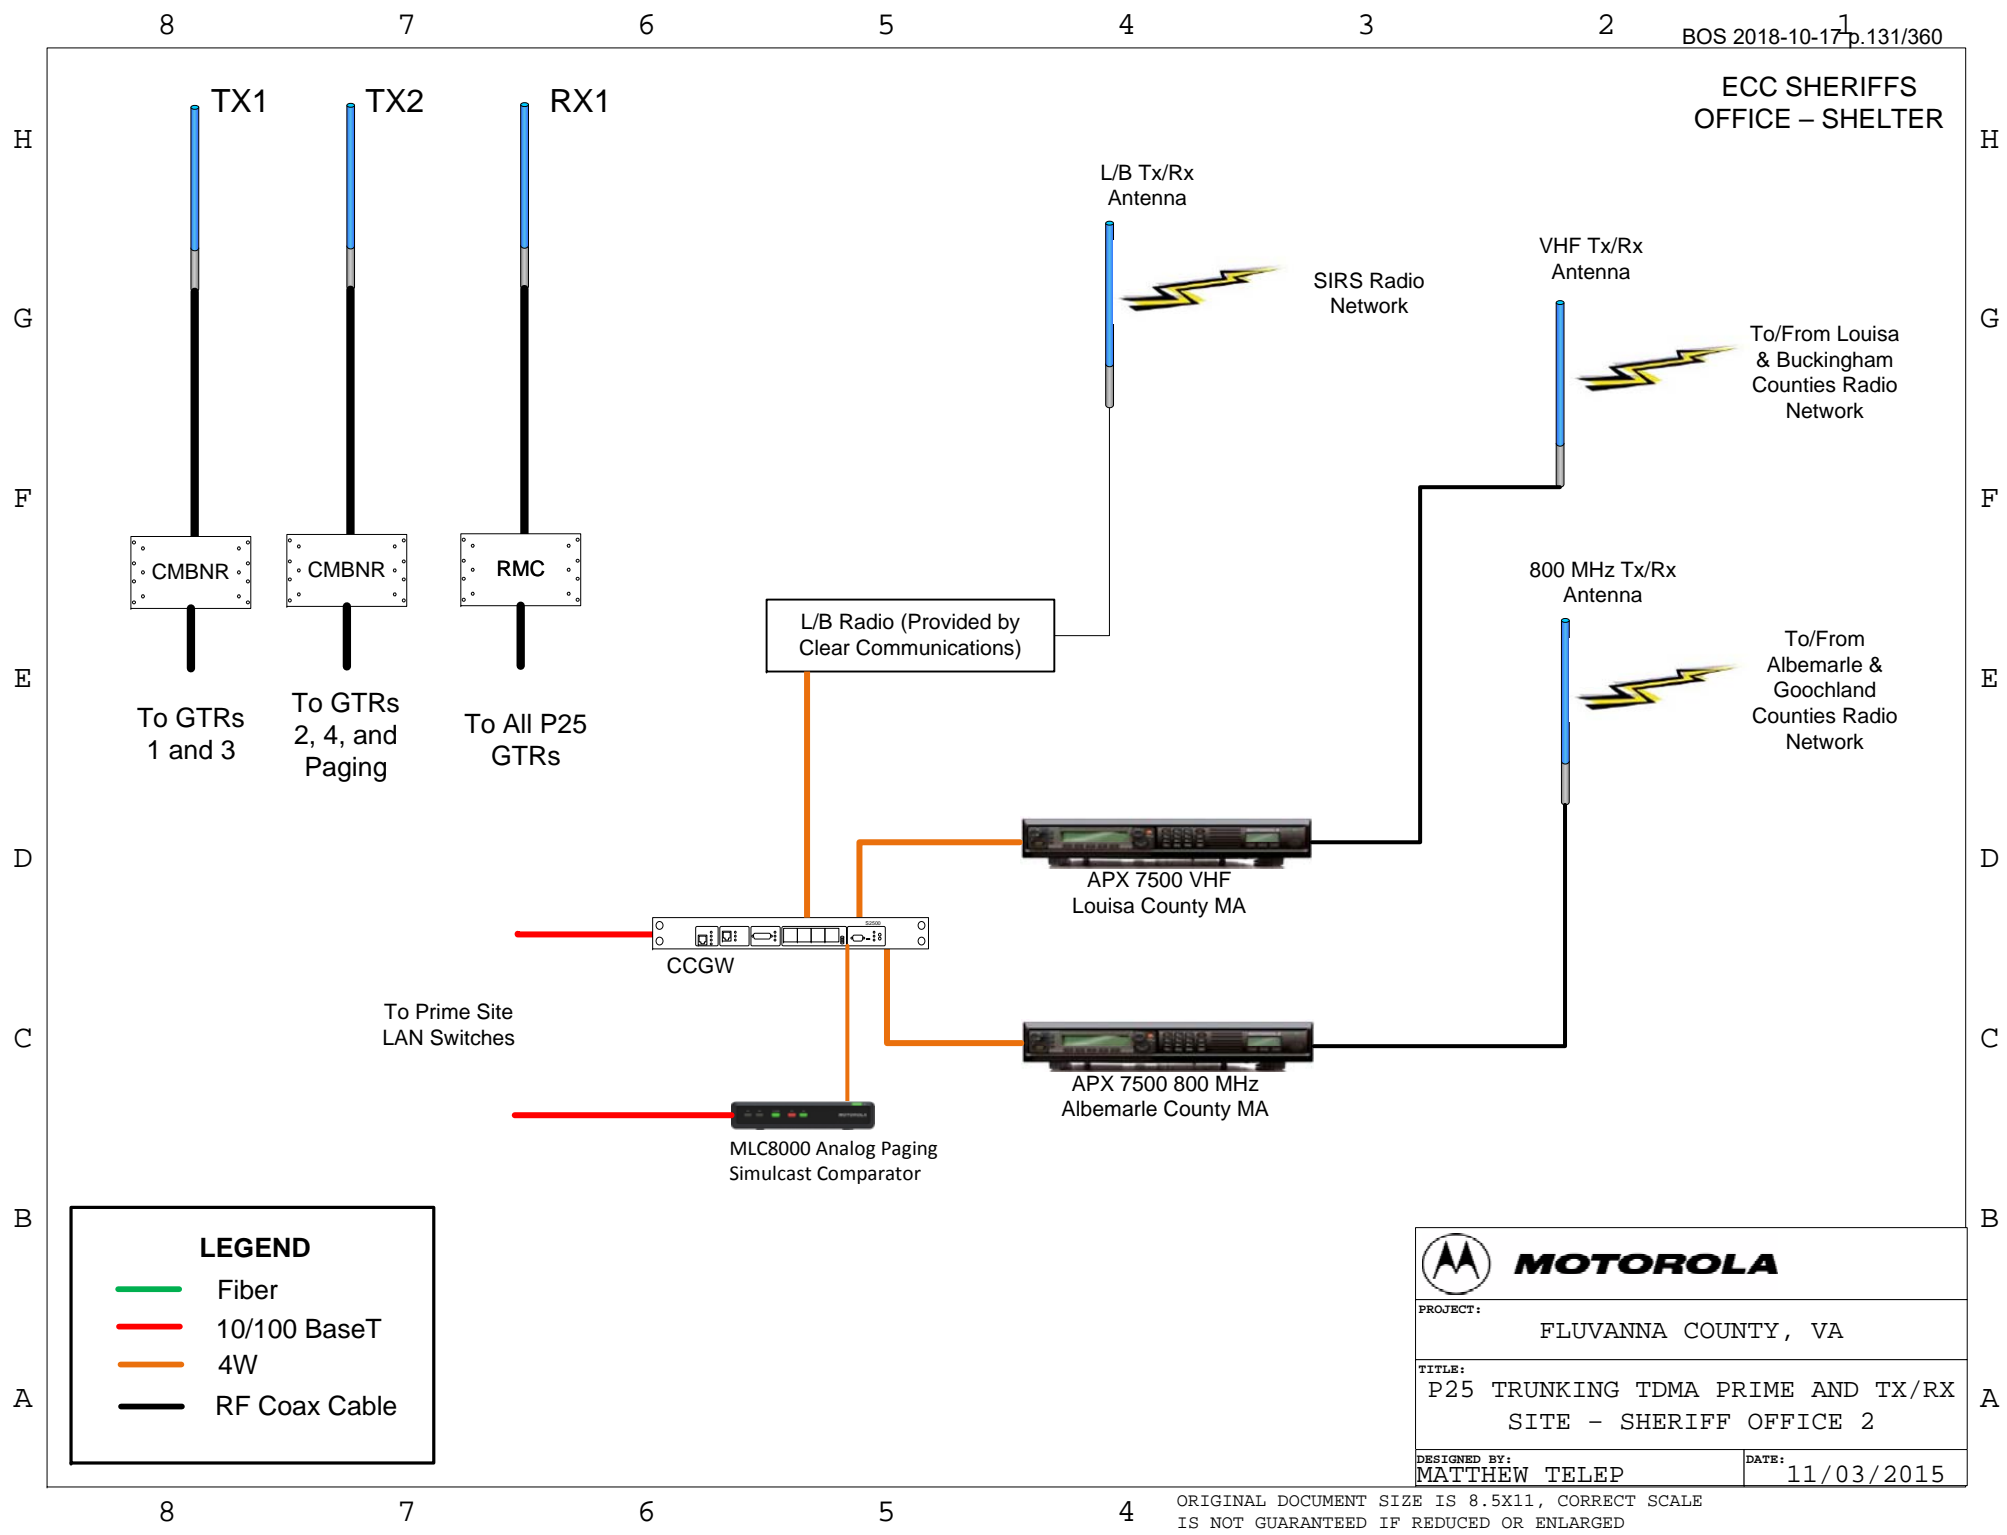 8 7 6 5 4 3 2 1
BOS 2018-10-17 p.131/360
ECC SHERIFFS
OFFICE – SHELTER
TX1
TX2
RX1
H
H
L/B Tx/Rx
Antenna
VHF Tx/Rx
Antenna
SIRS Radio
Network
G
G
To/From Louisa
& Buckingham
Counties Radio
Network
F
F
CMBNR
CMBNR
RMC
800 MHz Tx/Rx
Antenna
L/B Radio (Provided by
Clear Communications)
To/From
Albemarle &
Goochland
Counties Radio
Network
E
E
To GTRs
1 and 3
To GTRs
2, 4, and
Paging
To All P25
GTRs
D
D
APX 7500 VHF
Louisa County MA
S2500
CCGW
To Prime Site
LAN Switches
C
C
APX 7500 800 MHz
Albemarle County MA
MOTOROLA
MLC8000 Analog Paging
Simulcast Comparator
B
B
LEGEND
Fiber
10/100 BaseT
4W
RF Coax Cable
A
A
MOTOROLA
PROJECT:
FLUVANNA COUNTY, VA
TITLE:
P25 TRUNKING TDMA PRIME AND TX/RX
SITE – SHERIFF OFFICE 2
DESIGNED BY:
MATTHEW TELEP
DATE:
11/03/2015
8 7 6 5 4
ORIGINAL DOCUMENT SIZE IS 8.5X11, CORRECT SCALE
IS NOT GUARANTEED IF REDUCED OR ENLARGED